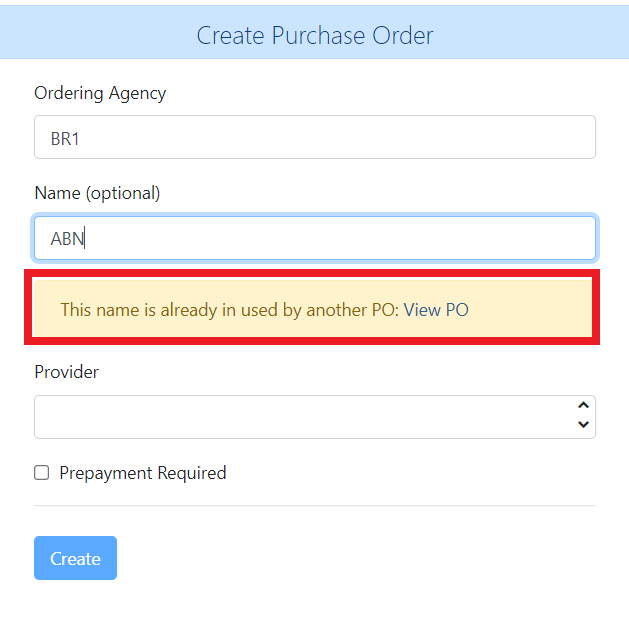 Create Purchase Order
Ordering Agency
BR1
Name (optional)
ABN
This name is already in used by another PO: View PO
Provider
Prepayment Required
Create